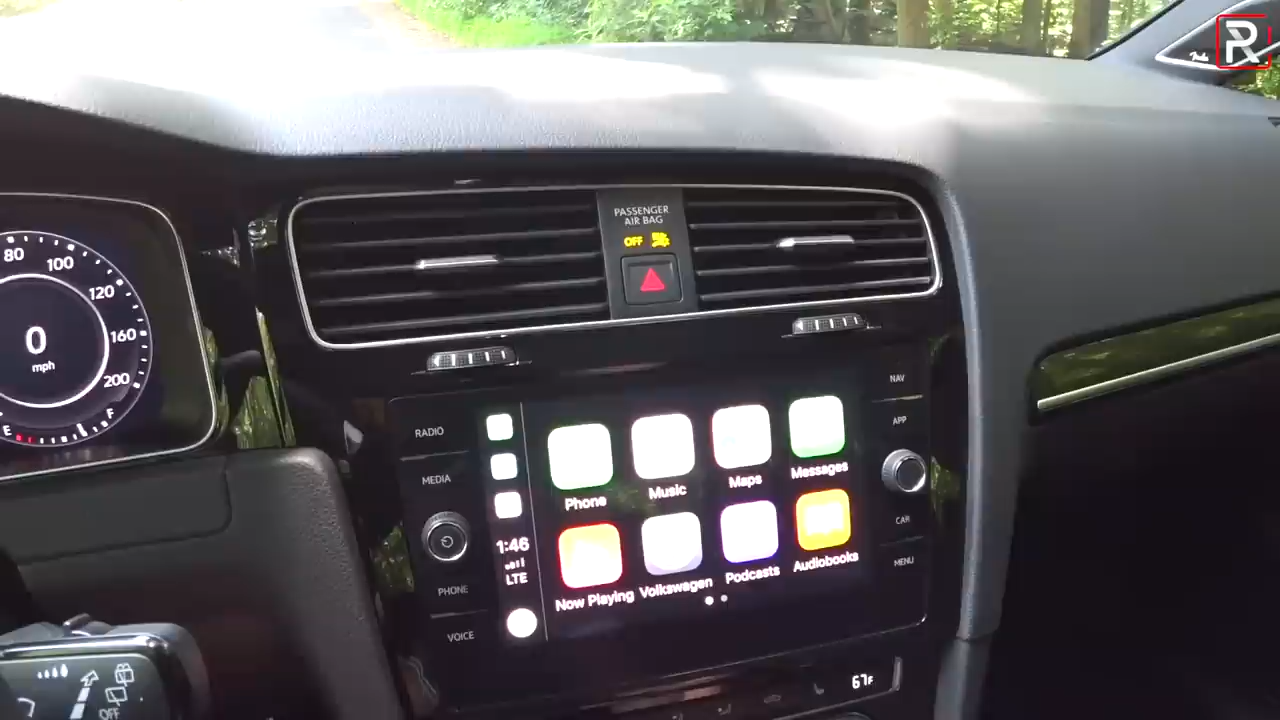 R
PASSENGER
AIR BAG
OFF
80
100
120
160
200
0
mph
E
F
RADIO
MEDIA
PHONE
VOICE
NAV
APP
CAR
MENU
1:46
LTE
Phone
Music
Maps
Messages
Now Playing
Volkswagen
Podcasts
Audiobooks
67F
OFF